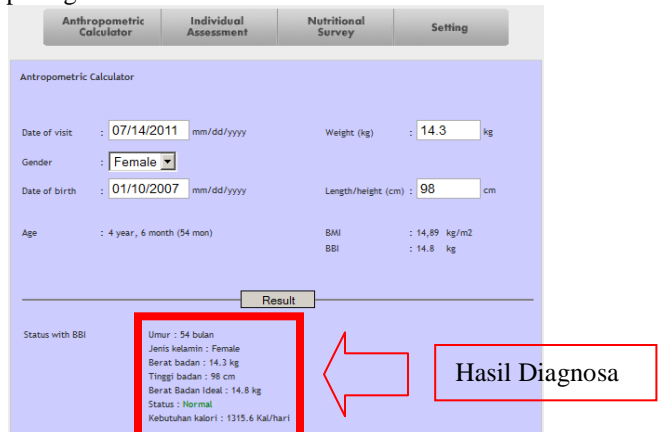 Anthropometric Calculator Individual Assessment Nutritional Survey Setting
Antropometric Calculator
Date of visit : 07/14/2011 mm/dd/yyyy Weight (kg) : 14.3 kg
Gender : Female
Date of birth : 01/10/2007 mm/dd/yyyy Length/height (cm) : 98 cm
Age : 4 year, 6 month (54 mon) BMI : 14,89 kg/m2
BBI : 14.8 kg
Result
Status with BBI Umur : 54 bulan
Jenis kelamin : Female
Berat badan : 14.3 kg
Tinggi badan : 98 cm
Berat Badan Ideal : 14.8 kg
Status : Normal
Kebutuhan kalori : 1315.6 Kal/hari
Hasil Diagnosa